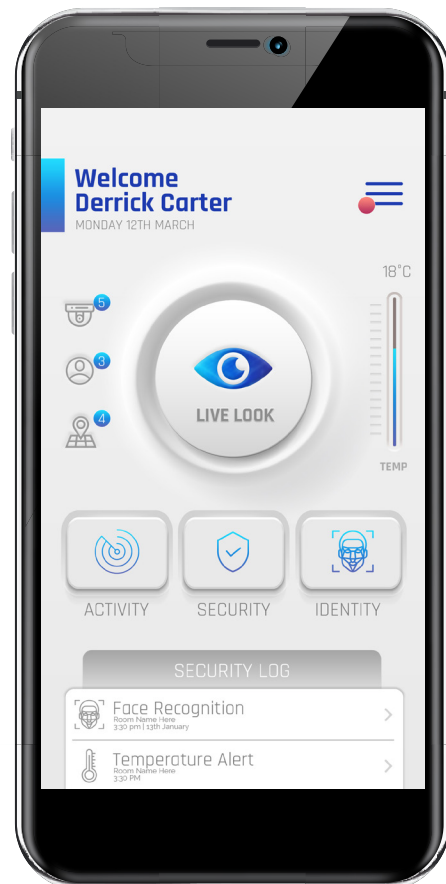 Welcome
Derrick Carter
MONDAY 12TH MARCH
18°C
5
3
4
LIVE LOOK
TEMP
ACTIVITY
SECURITY
IDENTITY
SECURITY LOG
Face Recognition
Room Name Here
3:30 pm | 13th January
Temperature Alert
Room Name Here
3:30 PM